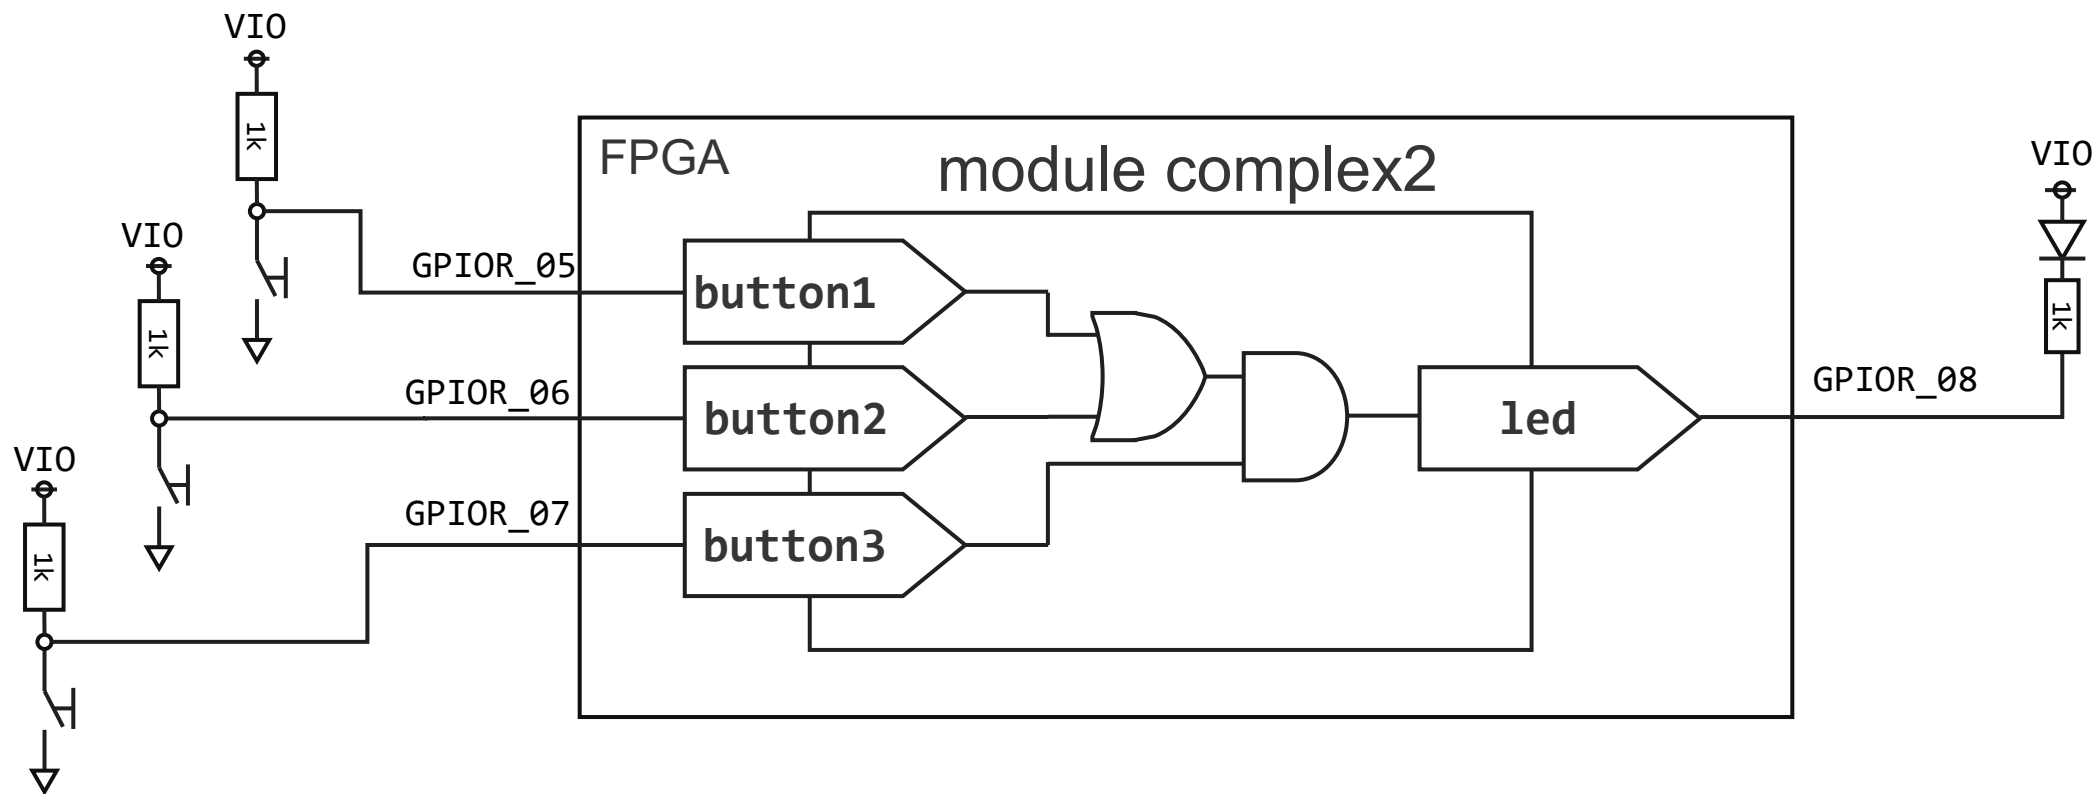 VIO
1k
VIO
1k
VIO
1k
GPIOR_05
GPIOR_06
GPIOR_07
FPGA
module complex2
button1
button2
button3
led
GPIOR_08
VIO
1k